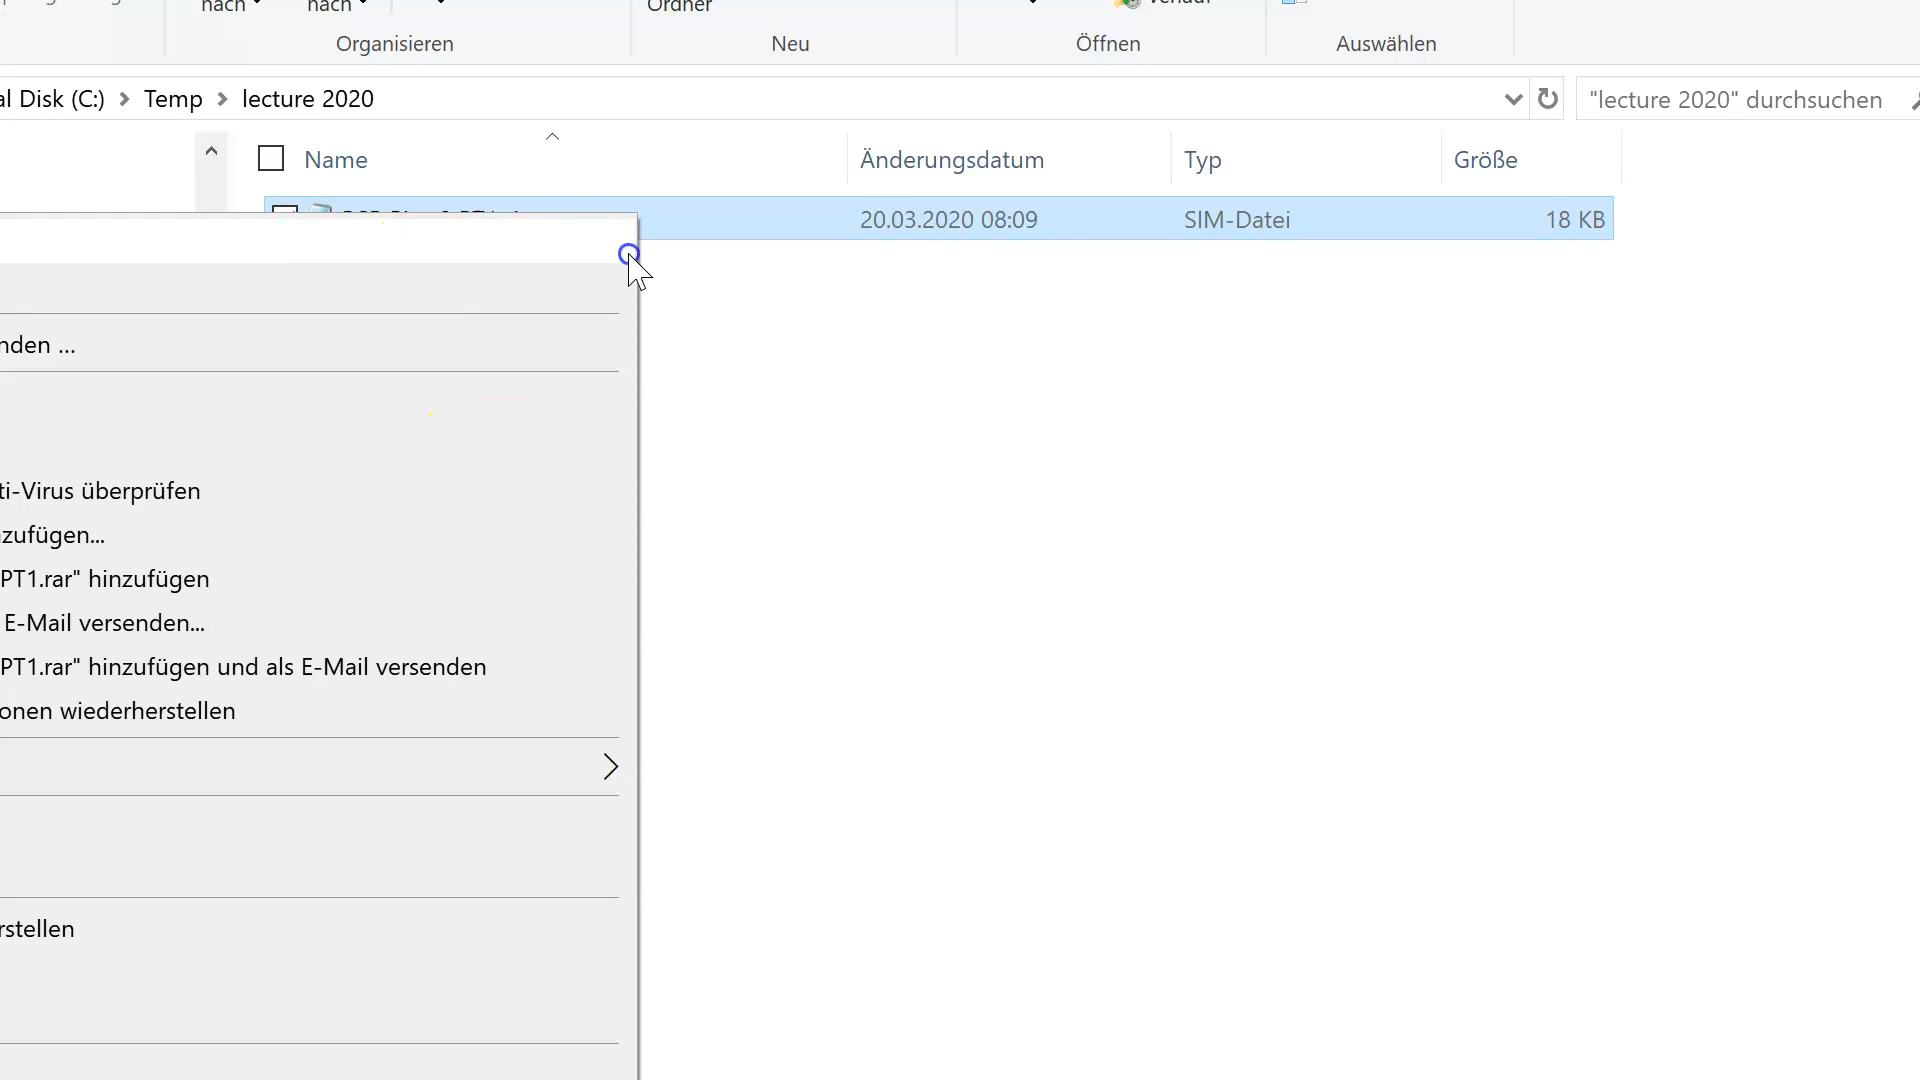 nach nach Ordner Verlauf
Organisieren Neu Öffnen Auswählen
al Disk (C:) Temp lecture 2020 "lecture 2020" durchsuchen
Name Änderungsdatum Typ Größe
20.03.2020 08:09 SIM-Datei 18 KB
nden ...
ti-Virus überprüfen
zufügen...
PT1.rar" hinzufügen
E-Mail versenden...
PT1.rar" hinzufügen und als E-Mail versenden
onen wiederherstellen
rstellen